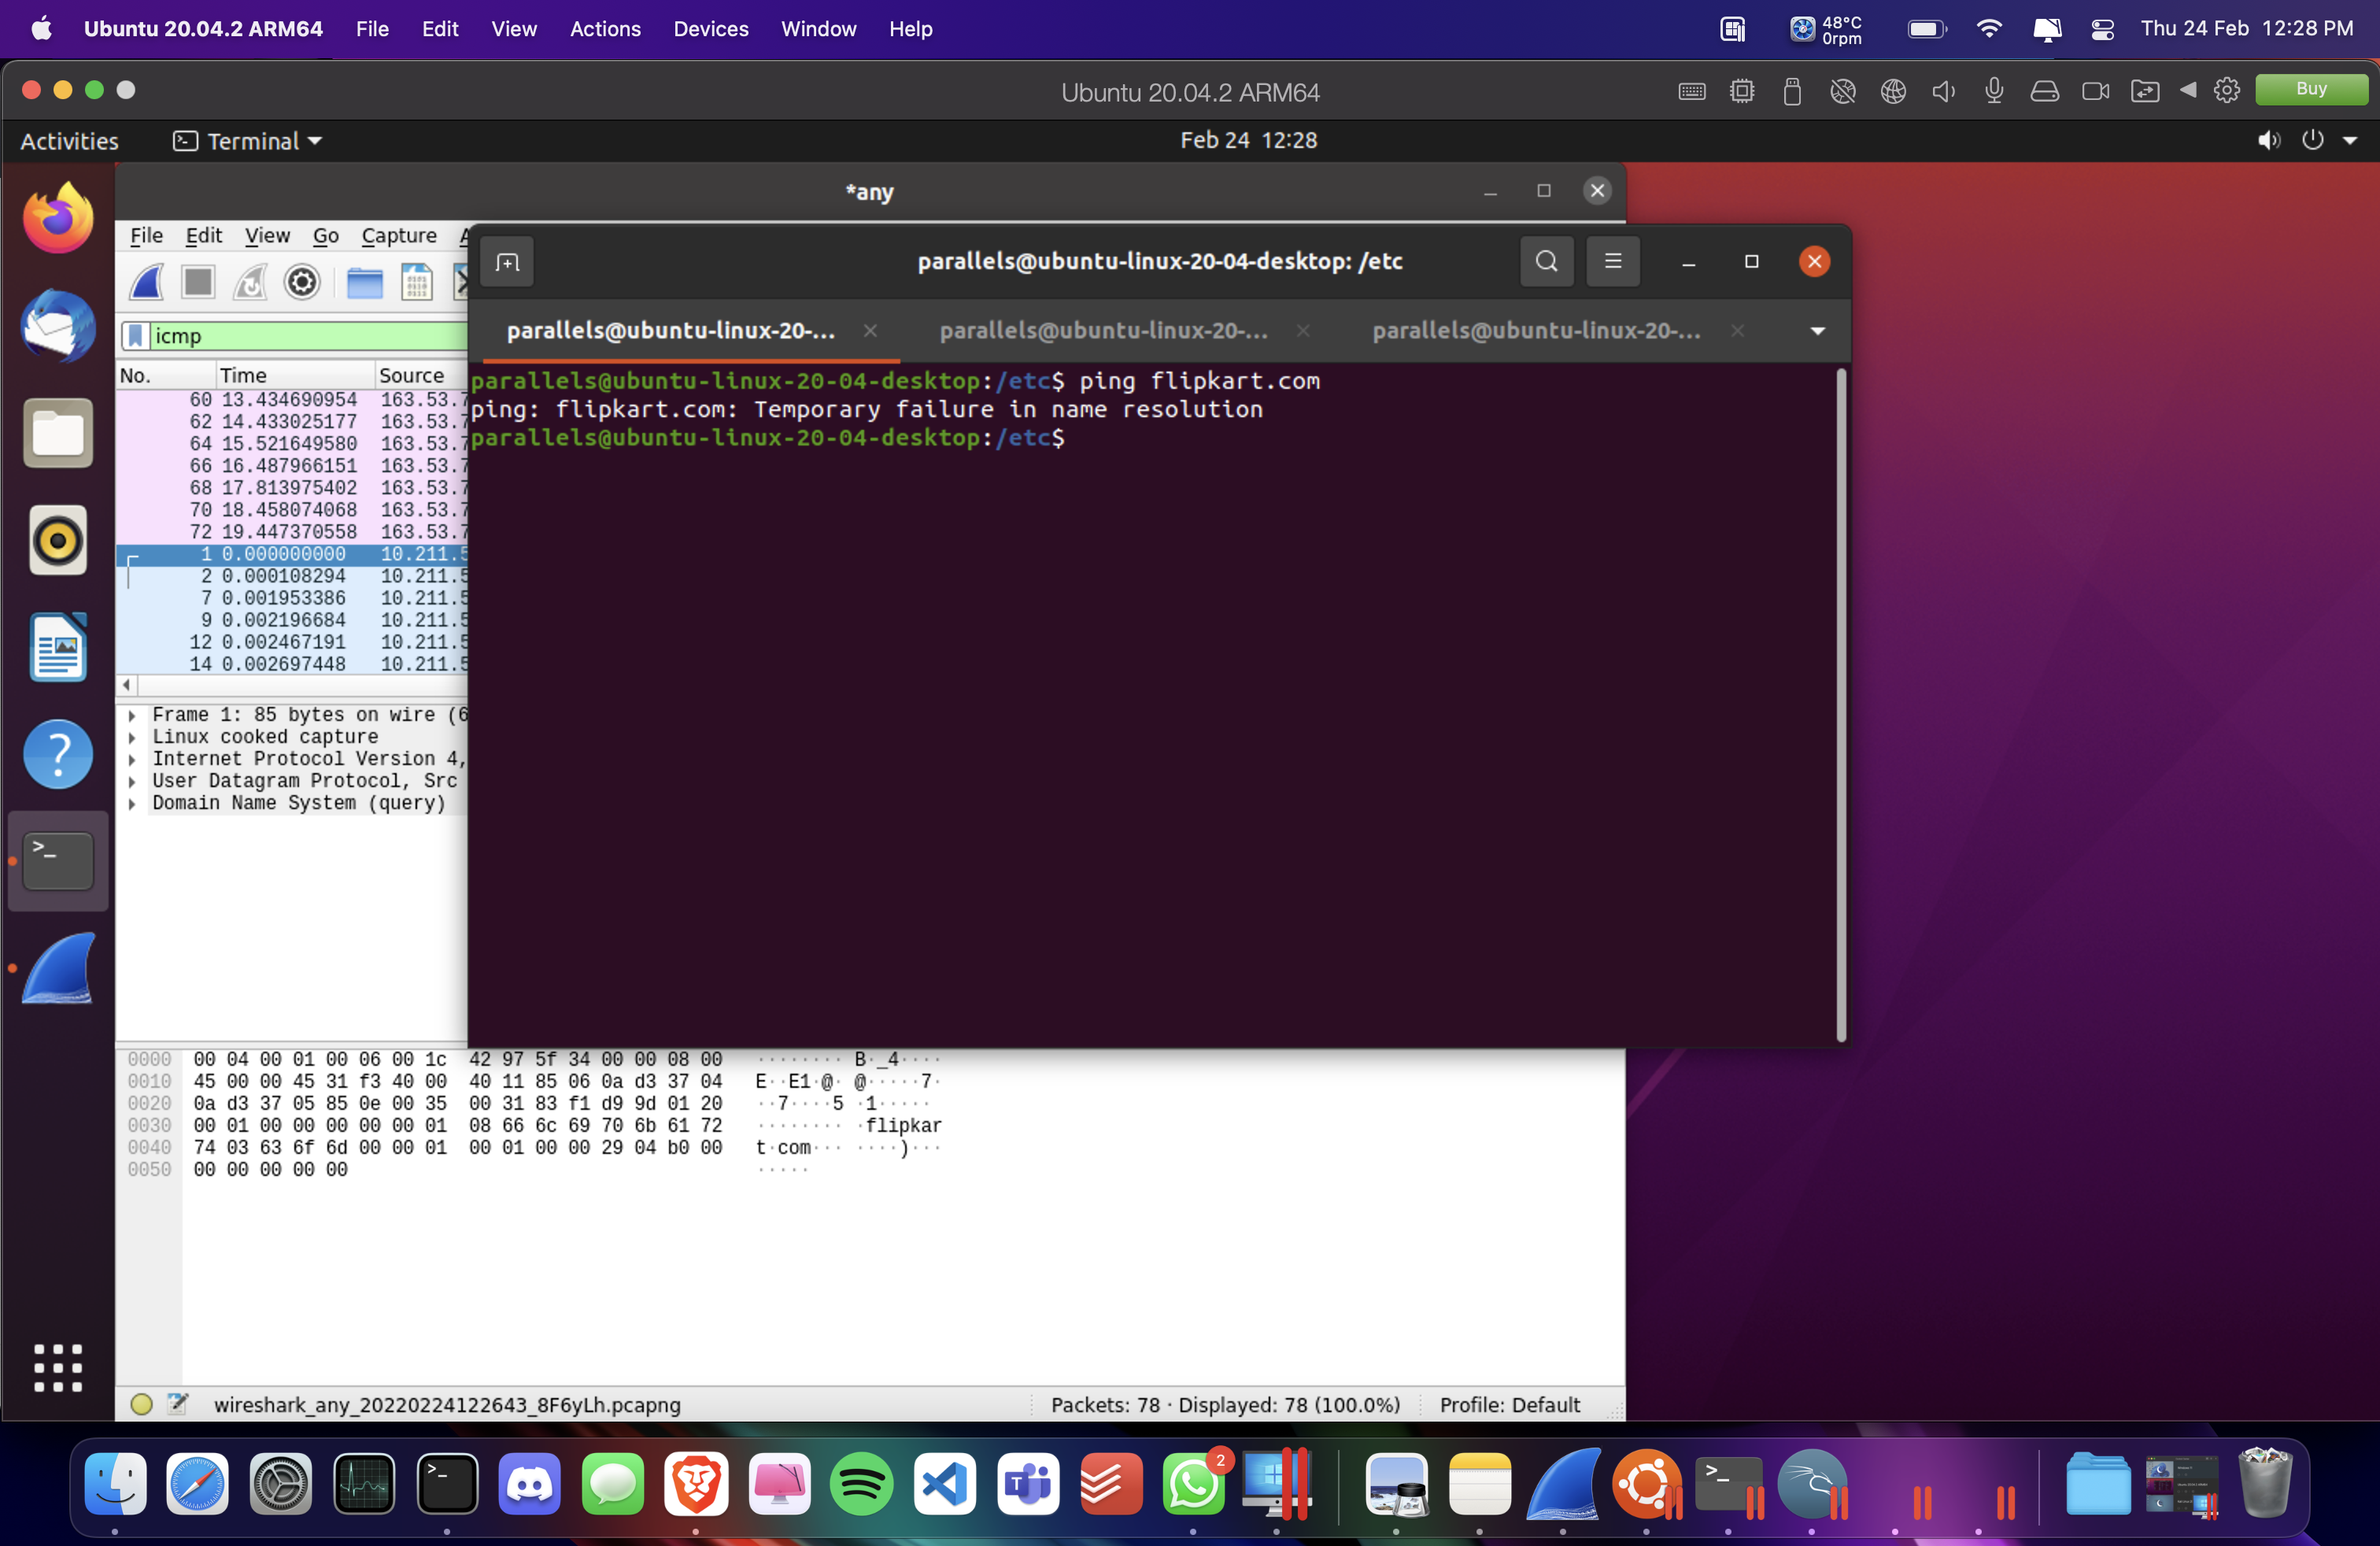 Ubuntu 20.04.2 ARM64 File Edit View Actions Devices Window Help 48°C 0rpm Thu 24 Feb 12:28 PM
Ubuntu 20.04.2 ARM64 Buy
Activities Terminal Feb 24 12:28
*any
File Edit View Go Capture
parallels@ubuntu-linux-20-04-desktop: /etc
parallels@ubuntu-linux-20-... parallels@ubuntu-linux-20-... parallels@ubuntu-linux-20-...
icmp
No. Time Source
60 13.434690954 163.53.7
62 14.433025177 163.53.7
64 15.521649580 163.53.7
66 16.487966151 163.53.7
68 17.813975402 163.53.7
70 18.458074068 163.53.7
72 19.447370558 163.53.7
1 0.000000000 10.211.5
2 0.000108294 10.211.5
7 0.001953386 10.211.5
9 0.002196684 10.211.5
12 0.002467191 10.211.5
14 0.002697448 10.211.5
parallels@ubuntu-linux-20-04-desktop:/etc$ ping flipkart.com
ping: flipkart.com: Temporary failure in name resolution
parallels@ubuntu-linux-20-04-desktop:/etc$
Frame 1: 85 bytes on wire (6
Linux cooked capture
Internet Protocol Version 4,
User Datagram Protocol, Src
Domain Name System (query)
0000 00 04 00 01 00 06 00 1c 42 97 5f 34 00 00 08 00 ········ B·_4····
0010 45 00 00 45 31 f3 40 00 40 11 85 06 0a d3 37 04 E··E1·@· @·····7·
0020 0a d3 37 05 85 0e 00 35 00 31 83 f1 d9 9d 01 20 ··7····5 ·1·····
0030 00 01 00 00 00 00 00 01 08 66 6c 69 70 6b 61 72 ········ ·flipkar
0040 74 03 63 6f 6d 00 00 01 00 01 00 00 29 04 b0 00 t·com··· ····)···
0050 00 00 00 00 00 ·····
wireshark_any_20220224122643_8F6yLh.pcapng Packets: 78 · Displayed: 78 (100.0%) Profile: Default
2